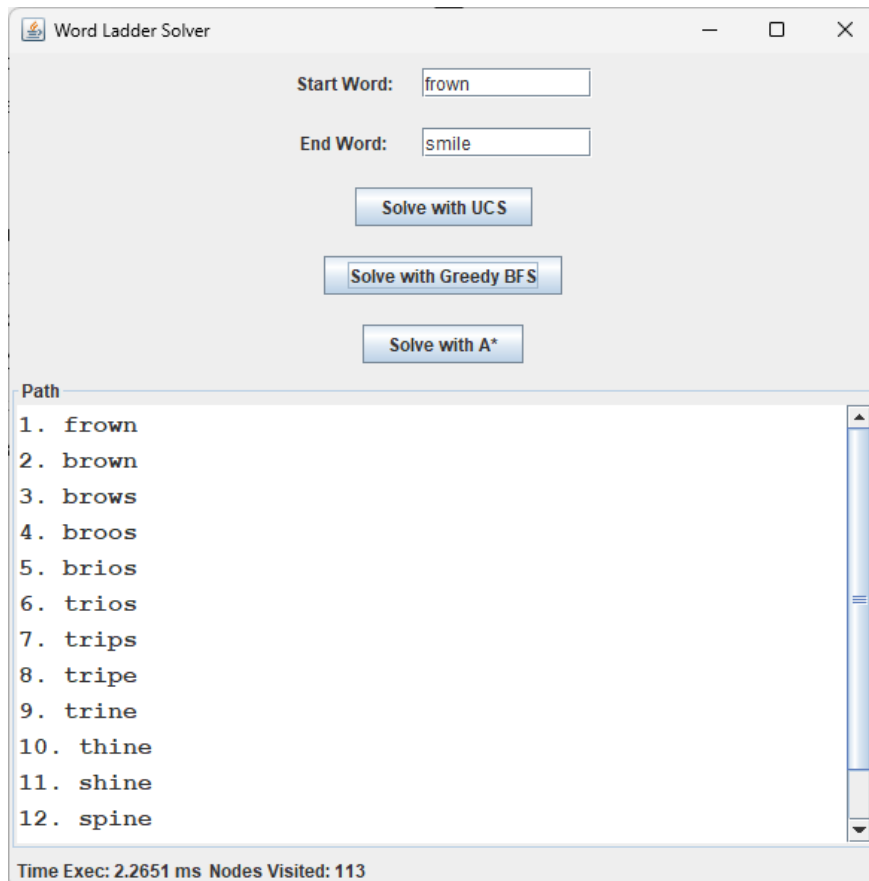 Word Ladder Solver
Start Word: frown
End Word: smile
Solve with UCS
Solve with Greedy BFS
Solve with A*
Path
1. frown
2. brown
3. brows
4. broos
5. brios
6. trios
7. trips
8. tripe
9. trine
10. thine
11. shine
12. spine
Time Exec: 2.2651 ms Nodes Visited: 113